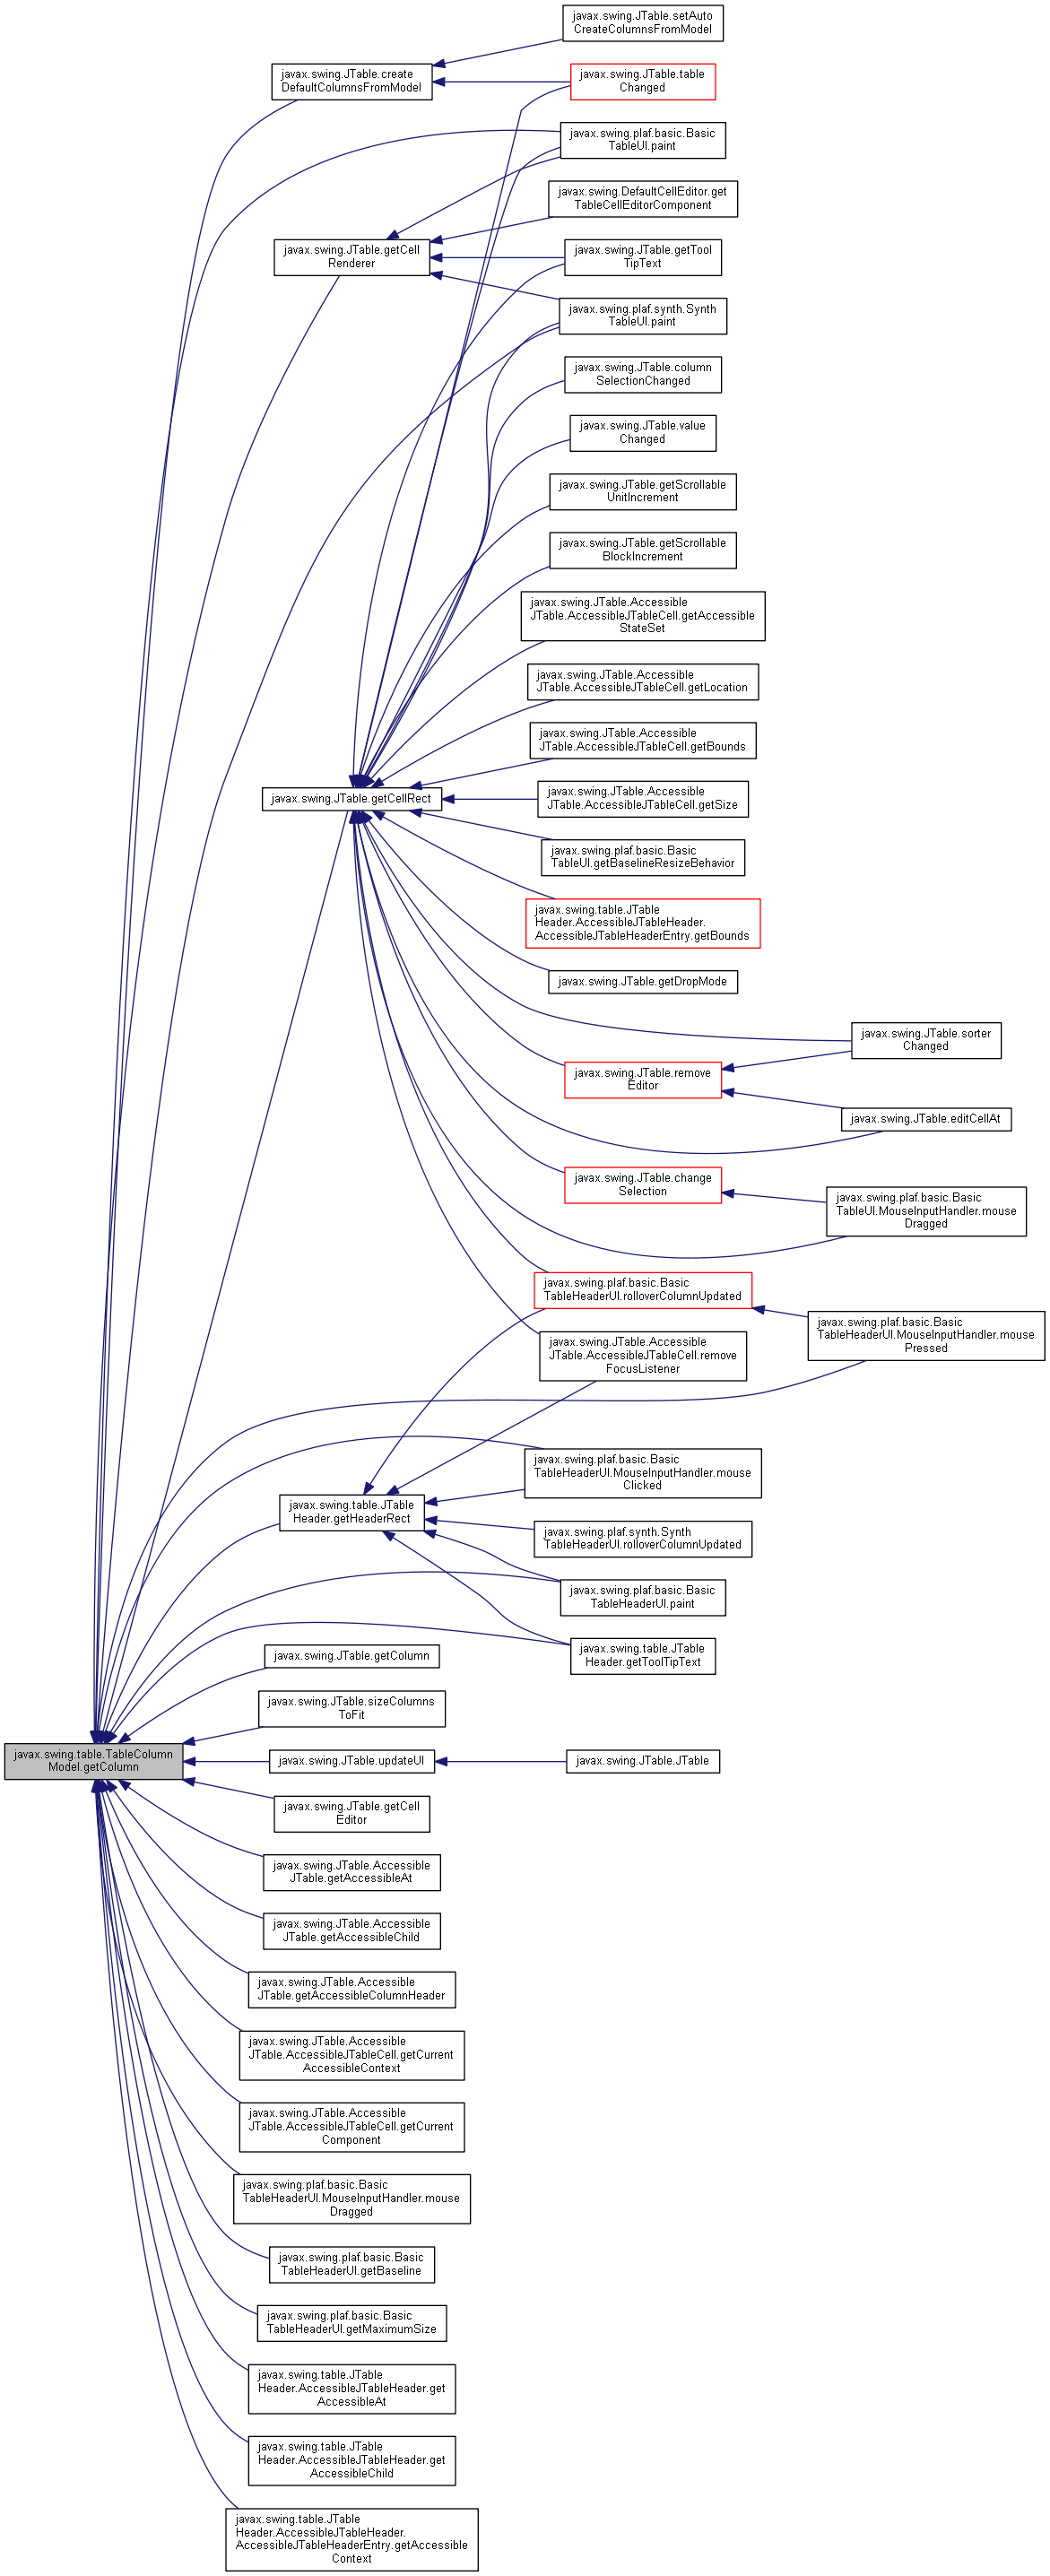 javax.swing.JTable.setAuto
CreateColumnsFromModel
javax.swing.JTable.create
DefaultColumnsFromModel
javax.swing.JTable.table
Changed
javax.swing.plaf.basic.Basic
TableUI.paint
javax.swing.DefaultCellEditor.get
TableCellEditorComponent
javax.swing.JTable.getCell
Renderer
javax.swing.JTable.getTool
TipText
javax.swing.plaf.synth.Synth
TableUI.paint
javax.swing.JTable.column
SelectionChanged
javax.swing.JTable.value
Changed
javax.swing.JTable.getScrollable
UnitIncrement
javax.swing.JTable.getScrollable
BlockIncrement
javax.swing.JTable.Accessible
JTable.AccessibleJTableCell.getAccessible
StateSet
javax.swing.JTable.Accessible
JTable.AccessibleJTableCell.getLocation
javax.swing.JTable.Accessible
JTable.AccessibleJTableCell.getBounds
javax.swing.JTable.getCellRect
javax.swing.JTable.Accessible
JTable.AccessibleJTableCell.getSize
javax.swing.plaf.basic.Basic
TableUI.getBaselineResizeBehavior
javax.swing.table.JTable
Header.AccessibleJTableHeader.
AccessibleJTableHeaderEntry.getBounds
javax.swing.JTable.getDropMode
javax.swing.JTable.sorter
Changed
javax.swing.JTable.remove
Editor
javax.swing.JTable.editCellAt
javax.swing.JTable.change
Selection
javax.swing.plaf.basic.Basic
TableUI.MouseInputHandler.mouse
Dragged
javax.swing.plaf.basic.Basic
TableHeaderUI.rolloverColumnUpdated
javax.swing.plaf.basic.Basic
TableHeaderUI.MouseInputHandler.mouse
Pressed
javax.swing.JTable.Accessible
JTable.AccessibleJTableCell.remove
FocusListener
javax.swing.plaf.basic.Basic
TableHeaderUI.MouseInputHandler.mouse
Clicked
javax.swing.table.JTable
Header.getHeaderRect
javax.swing.plaf.synth.Synth
TableHeaderUI.rolloverColumnUpdated
javax.swing.plaf.basic.Basic
TableHeaderUI.paint
javax.swing.table.JTable
Header.getToolTipText
javax.swing.JTable.getColumn
javax.swing.JTable.sizeColumns
ToFit
javax.swing.table.TableColumn
Model.getColumn
javax.swing.JTable.updateUI
javax.swing.JTable.JTable
javax.swing.JTable.getCell
Editor
javax.swing.JTable.Accessible
JTable.getAccessibleAt
javax.swing.JTable.Accessible
JTable.getAccessibleChild
javax.swing.JTable.Accessible
JTable.getAccessibleColumnHeader
javax.swing.JTable.Accessible
JTable.AccessibleJTableCell.getCurrent
AccessibleContext
javax.swing.JTable.Accessible
JTable.AccessibleJTableCell.getCurrent
Component
javax.swing.plaf.basic.Basic
TableHeaderUI.MouseInputHandler.mouse
Dragged
javax.swing.plaf.basic.Basic
TableHeaderUI.getBaseline
javax.swing.plaf.basic.Basic
TableHeaderUI.getMaximumSize
javax.swing.table.JTable
Header.AccessibleJTableHeader.get
AccessibleAt
javax.swing.table.JTable
Header.AccessibleJTableHeader.get
AccessibleChild
javax.swing.table.JTable
Header.AccessibleJTableHeader.
AccessibleJTableHeaderEntry.getAccessible
Context